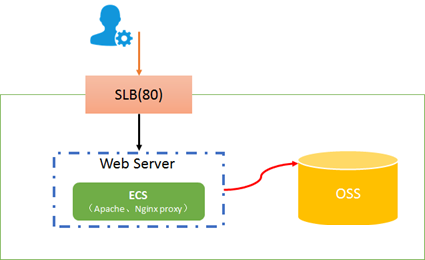 SLB(80)
Web Server
ECS
（Apache、Nginx proxy）
OSS